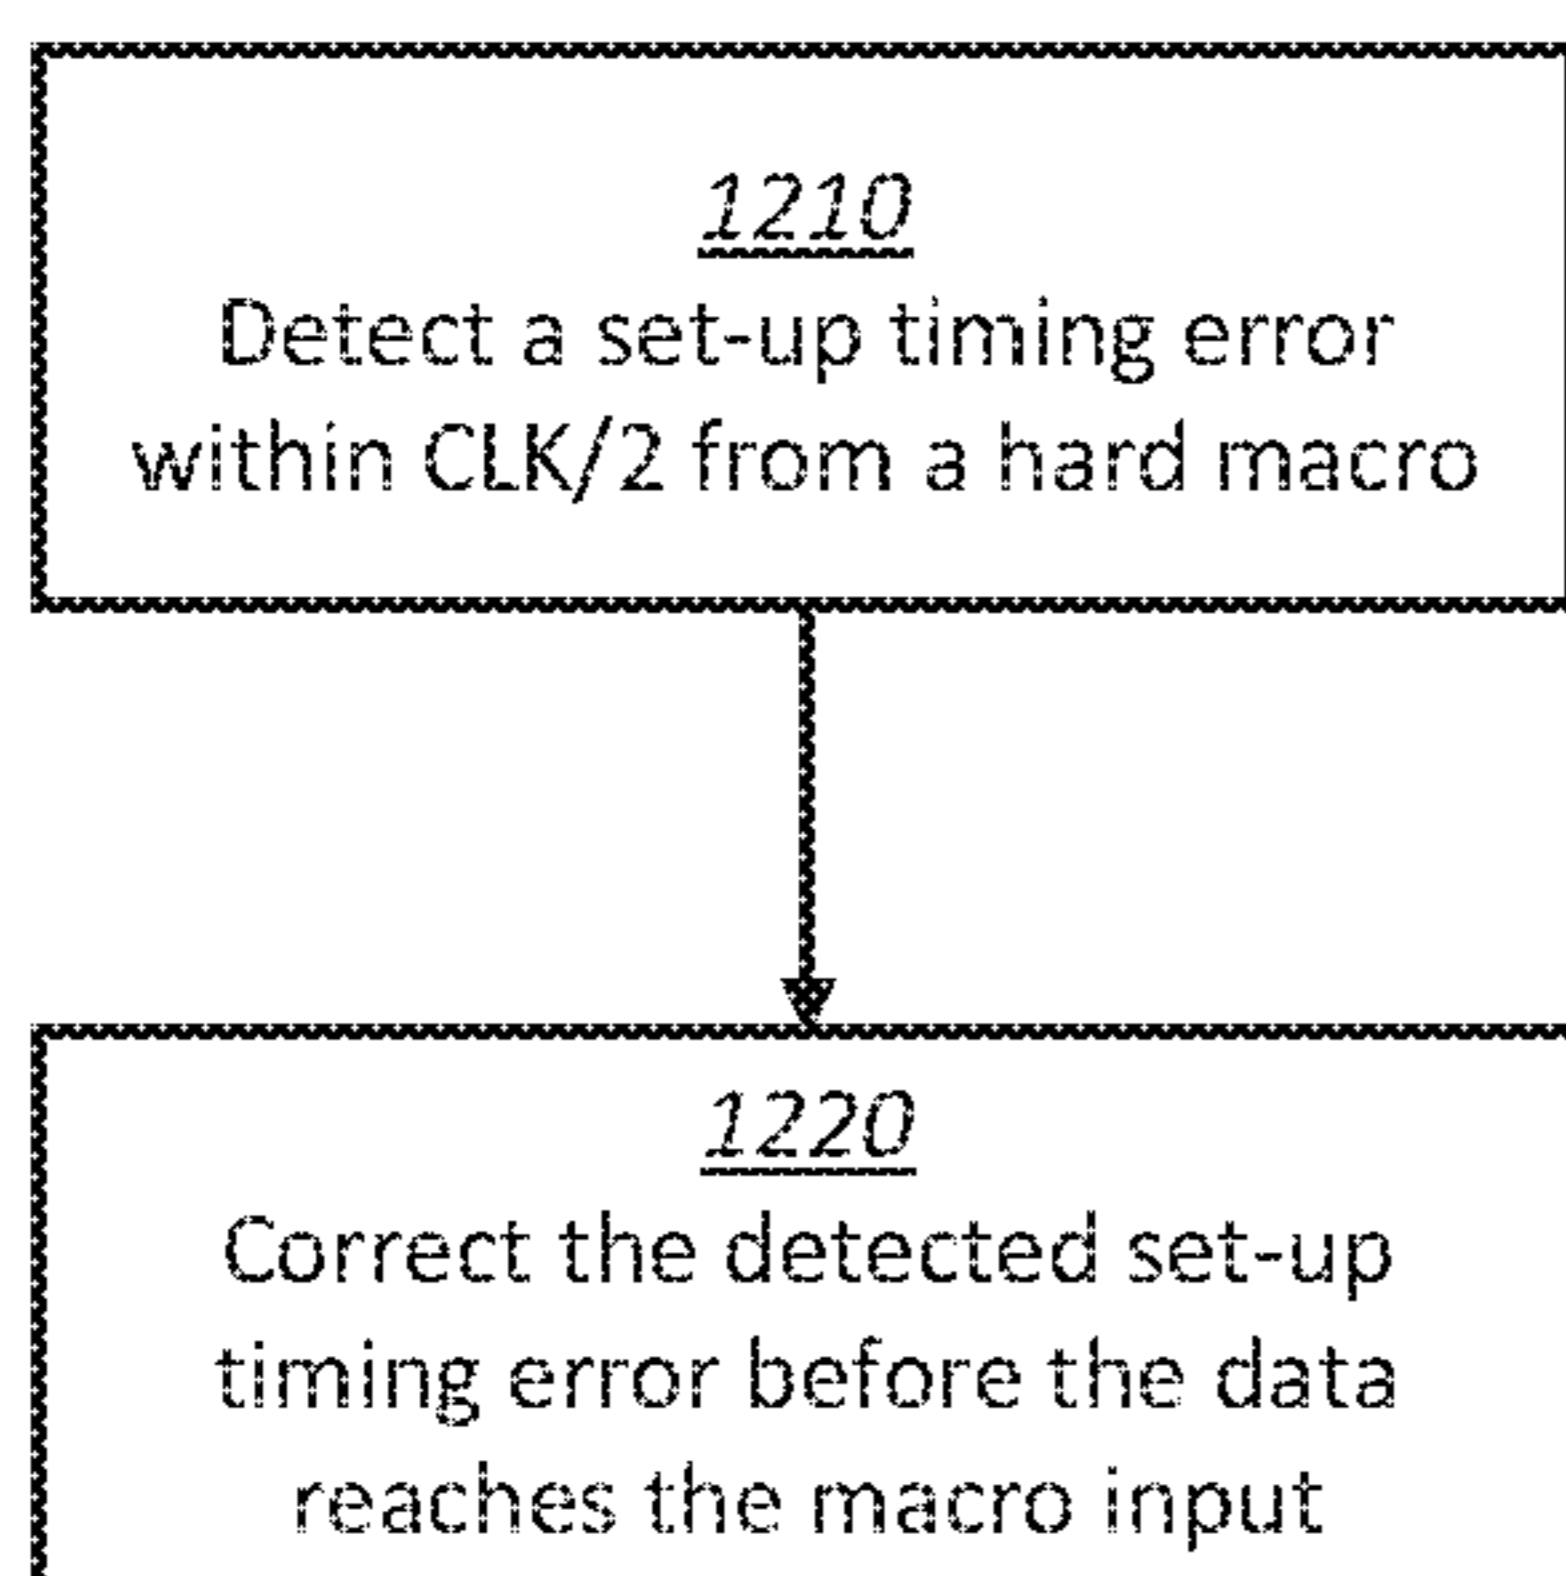 1210
Detect a set-up timing error
within CLK/2 from a hard macro
1220
Correct the detected set-up
timing error before the data
reaches the macro input